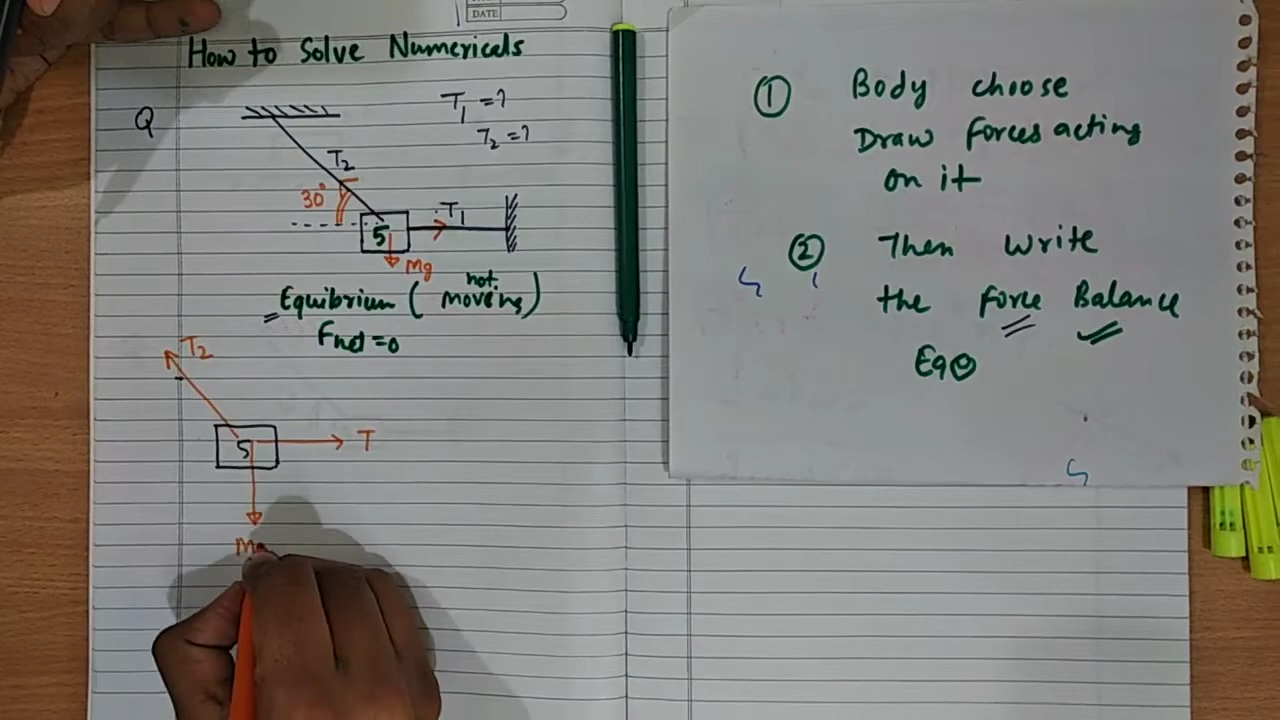 DATE
How to Solve Numericals
Q
T1 = ?
T2 = ?
T2
30°
T1
5
Mg
Equibrium ( not moveing )
Fnet = 0
T2
5
T
① Body choose
Draw forces acting
on it
② Then write
the force Balance
Eq